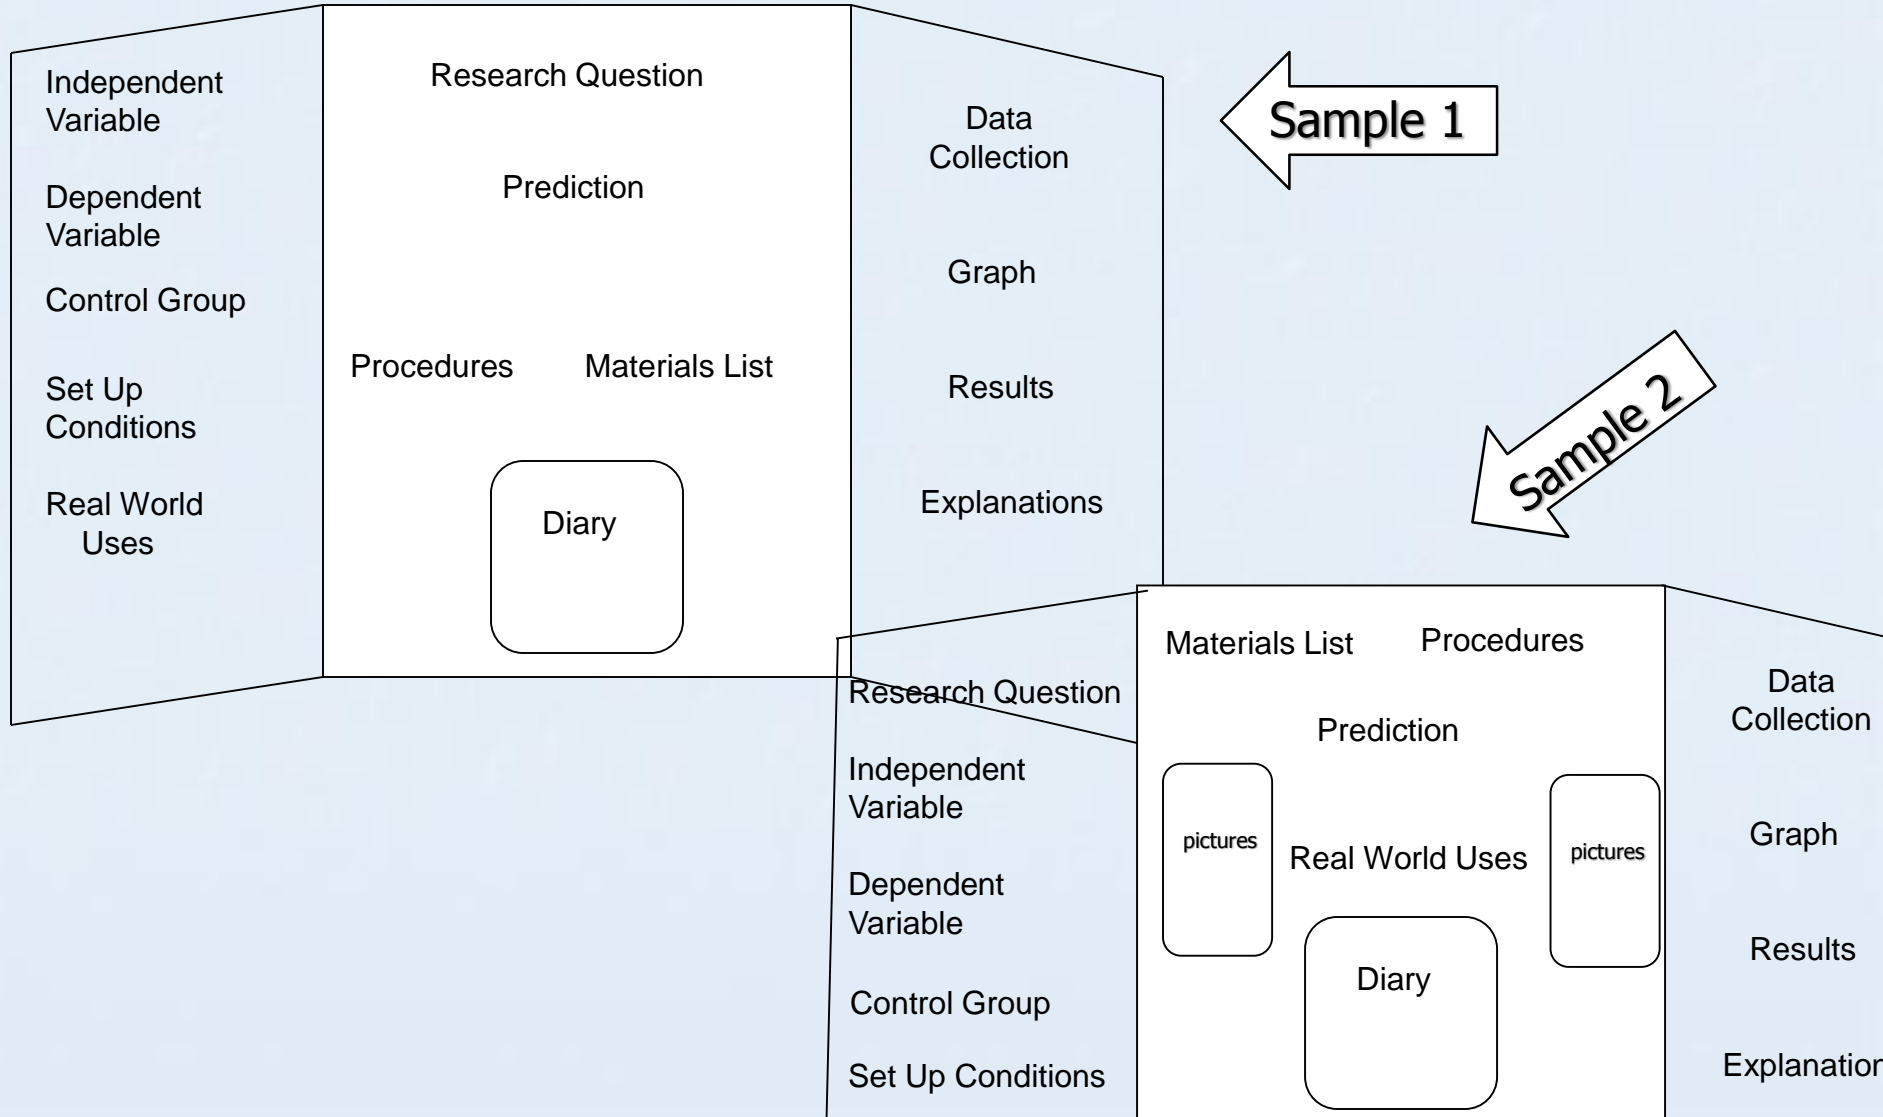 Independent
Variable
Dependent
Variable
Control Group
Set Up
Conditions
Real World
Uses
Research Question
Prediction
Procedures
Materials List
Diary
Data
Collection
Graph
Results
Explanations
Sample 1
Sample 2
Research Question
Independent
Variable
Dependent
Variable
Control Group
Set Up Conditions
Materials List
Procedures
Prediction
pictures
Real World Uses
pictures
Diary
Data
Collection
Graph
Results
Explanation